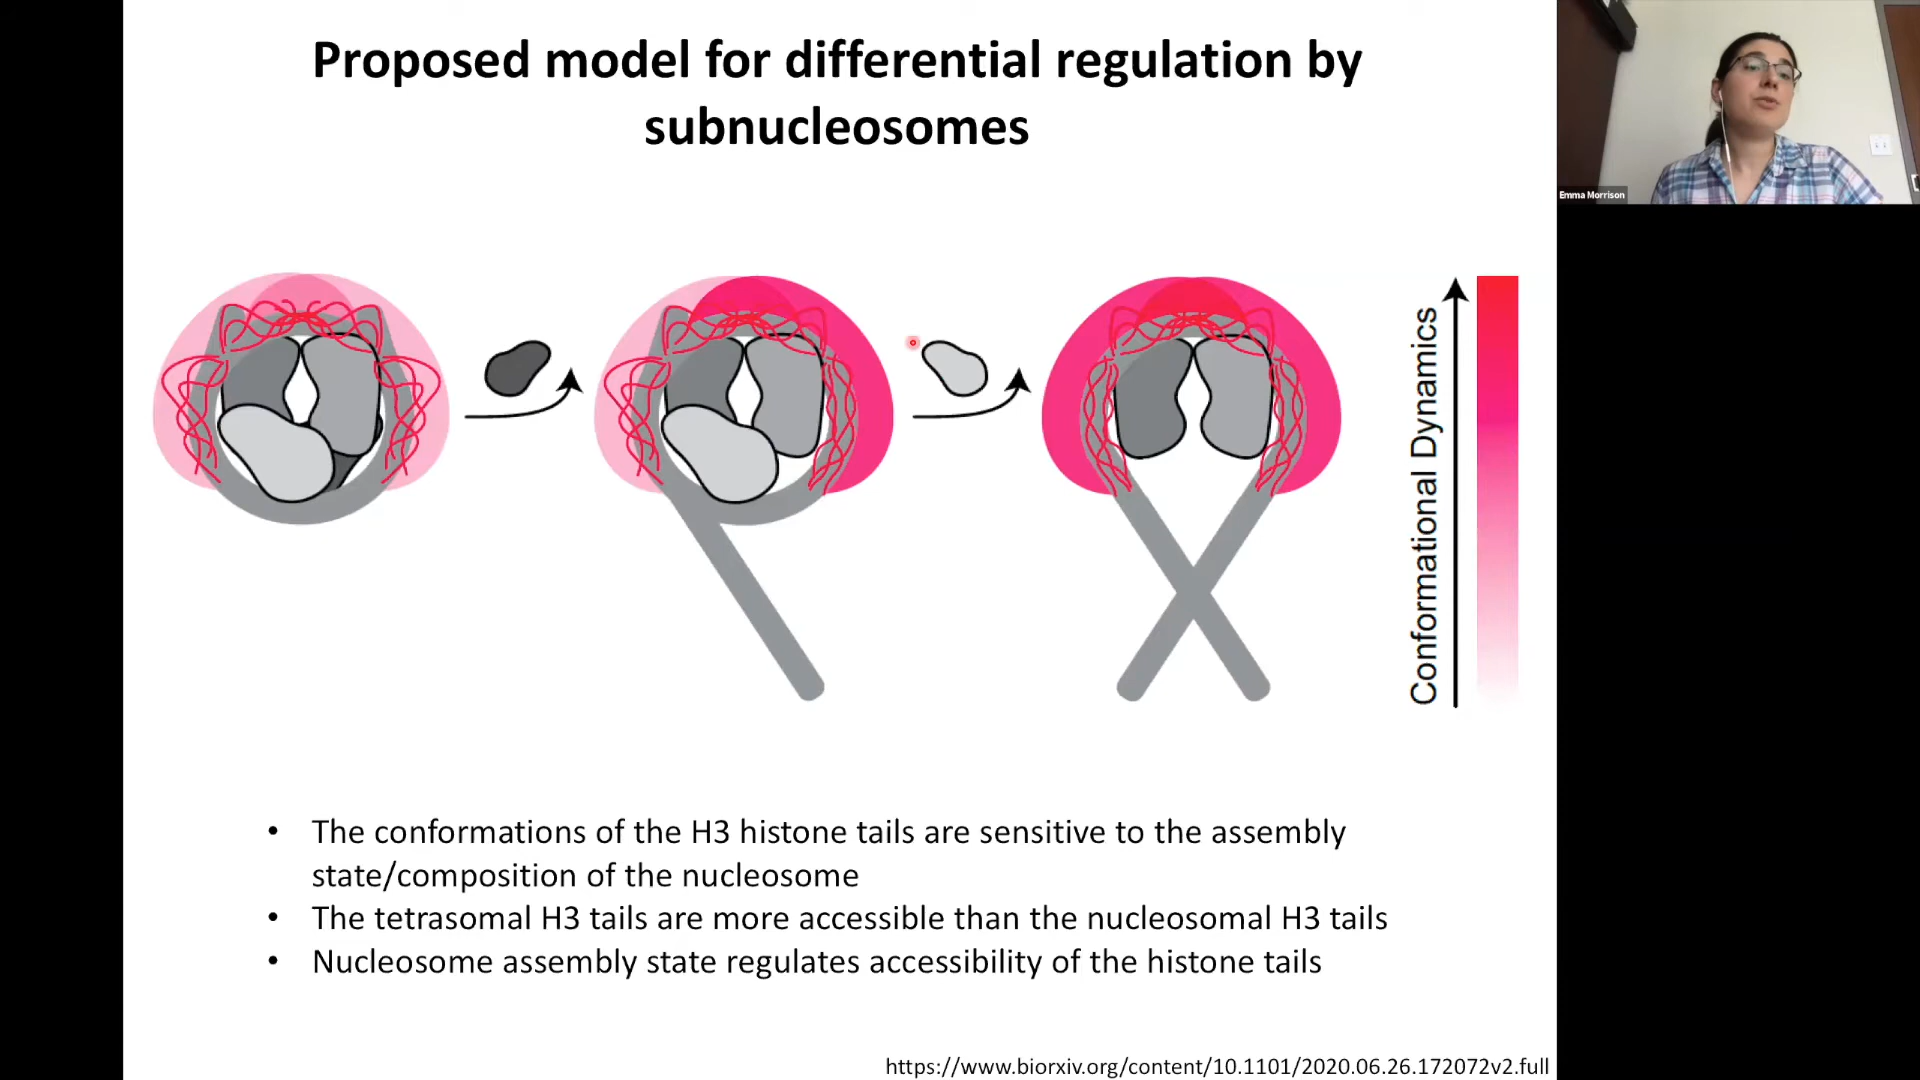 Proposed model for differential regulation by
subnucleosomes
Emma Morrison
Conformational Dynamics
• The conformations of the H3 histone tails are sensitive to the assembly
state/composition of the nucleosome
• The tetrasomal H3 tails are more accessible than the nucleosomal H3 tails
• Nucleosome assembly state regulates accessibility of the histone tails
https://www.biorxiv.org/content/10.1101/2020.06.26.172072v2.full